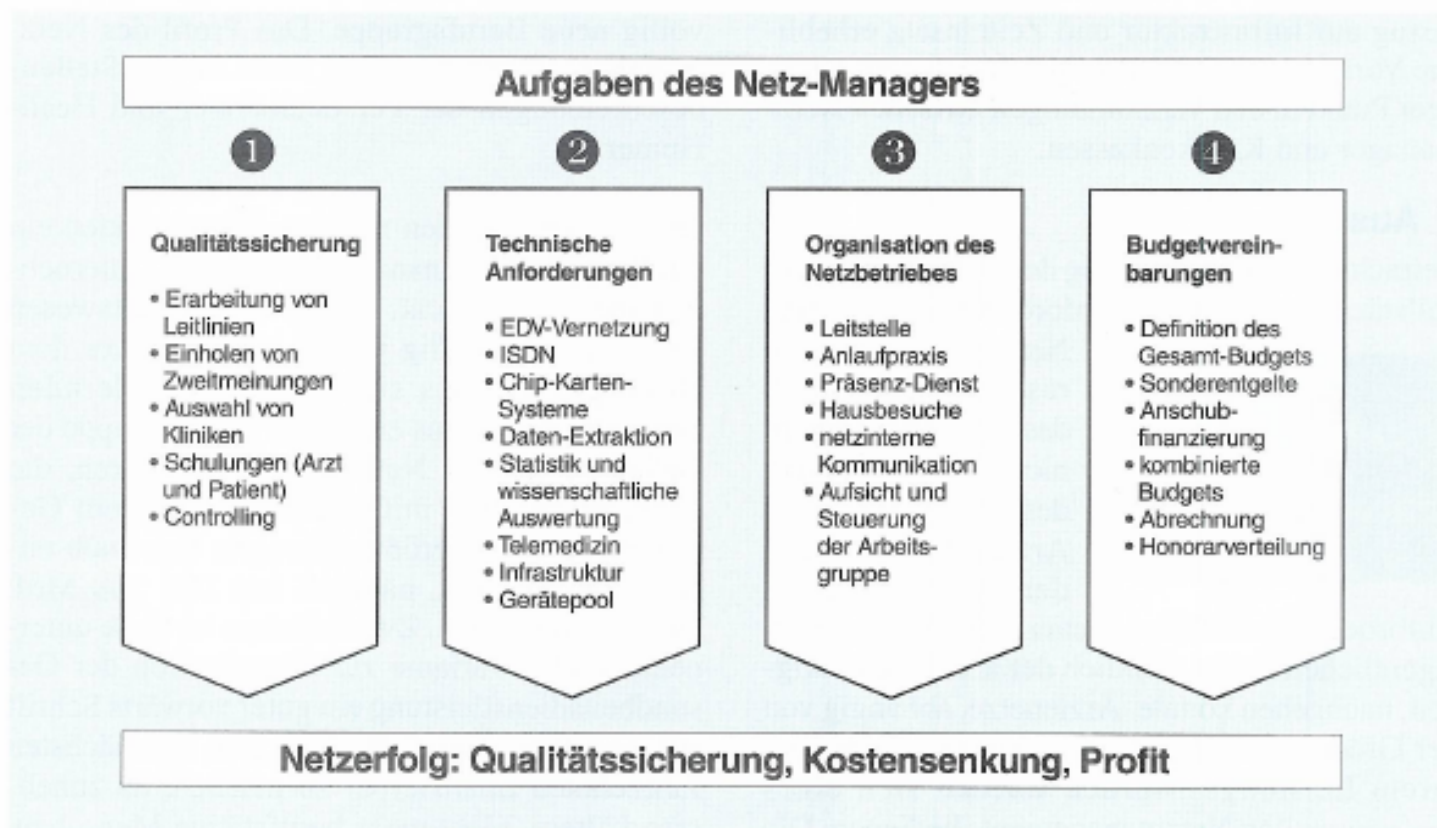 Aufgaben des Netz-Managers
1
2
3
4
Qualitätssicherung
• Erarbeitung von
Leitlinien
• Einholen von
Zweitmeinungen
• Auswahl von
Kliniken
• Schulungen (Arzt
und Patient)
• Controlling
Technische
Anforderungen
• EDV-Vernetzung
• ISDN
• Chip-Karten-
Systeme
• Daten-Extraktion
• Statistik und
wissenschaftliche
Auswertung
• Telemedizin
• Infrastruktur
• Gerätepool
Organisation des
Netzbetriebes
• Leitstelle
• Anlaufpraxis
• Präsenz-Dienst
• Hausbesuche
• netzinterne
Kommunikation
• Aufsicht und
Steuerung
der Arbeits-
gruppe
Budgetverein-
barungen
• Definition des
Gesamt-Budgets
• Sonderentgelte
• Anschub-
finanzierung
• kombinierte
Budgets
• Abrechnung
• Honorarverteilung
Netzerfolg: Qualitätssicherung, Kostensenkung, Profit